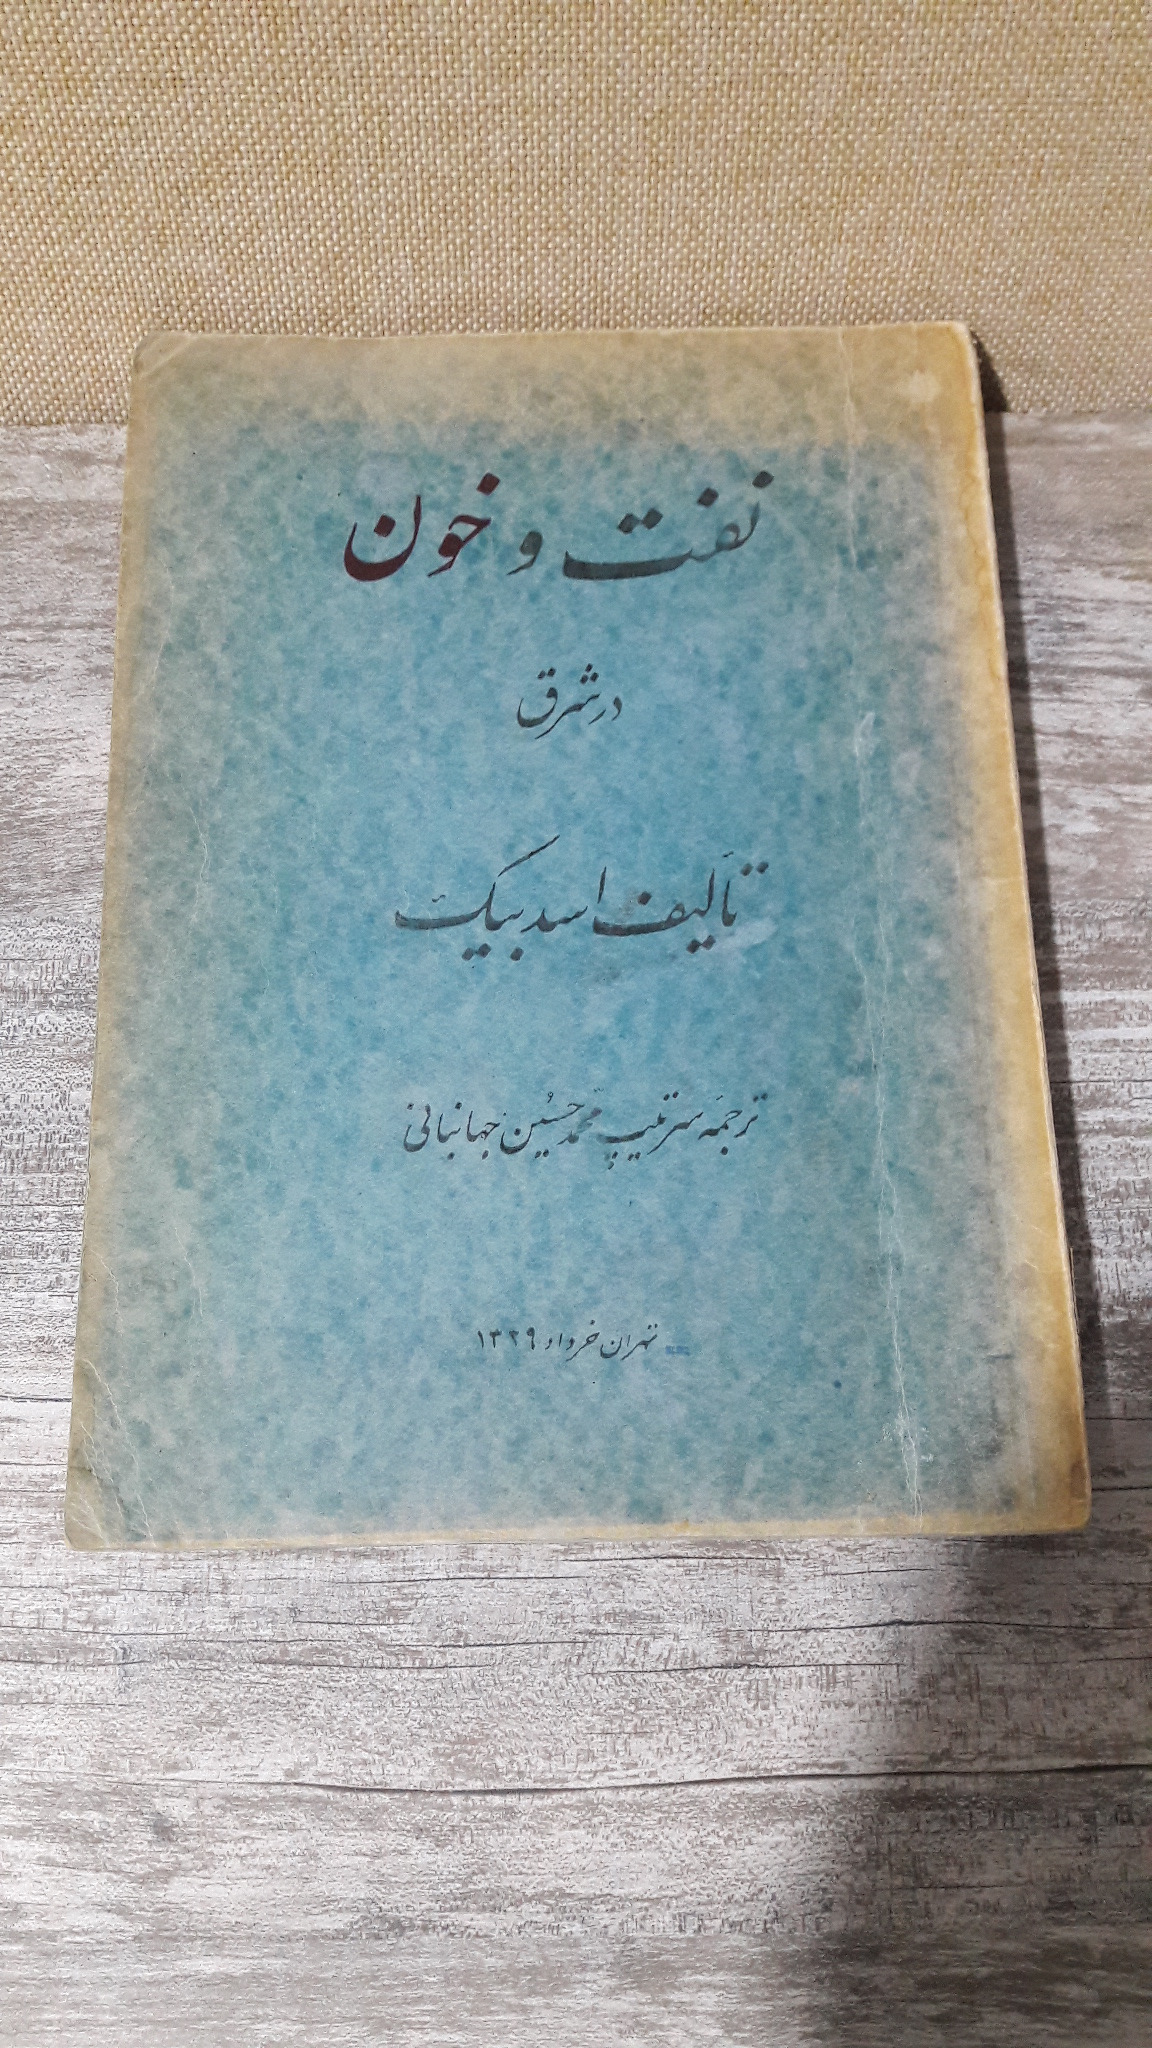 نفت و خون
در شرق
تألیف اسد بیک
ترجمه سرتیپ محمد حسین جهانبانی
تهران خرداد ۱۳۲۹